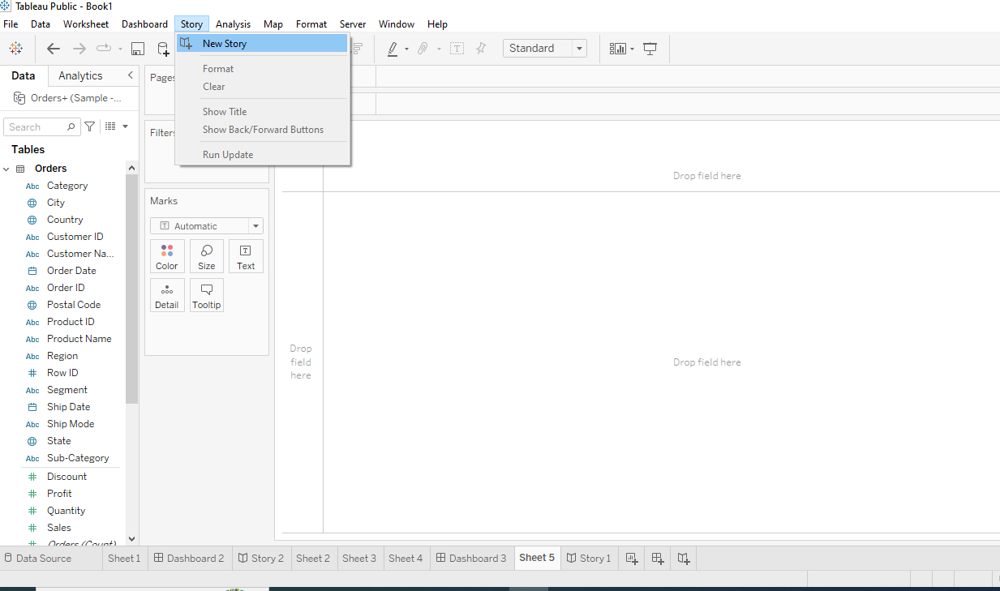 Tableau Public - Book1
File Data Worksheet Dashboard Story Analysis Map Format Server Window Help
New Story
Format
Clear
Show Title
Show Back/Forward Buttons
Run Update
Standard
Data Analytics
Orders+ (Sample -...
Search
Tables
Orders
Abc Category
City
Country
Abc Customer ID
Abc Customer Na...
Order Date
Abc Order ID
Postal Code
Abc Product ID
Abc Product Name
Abc Region
# Row ID
Abc Segment
Ship Date
Abc Ship Mode
State
Abc Sub-Category
# Discount
# Profit
# Quantity
# Sales
# Orders (Count)
Pages
Filters
Marks
Automatic
Color Size Text
Detail Tooltip
Drop field here
Drop
field
here
Drop field here
Data Source Sheet 1 Dashboard 2 Story 2 Sheet 2 Sheet 3 Sheet 4 Dashboard 3 Sheet 5 Story 1